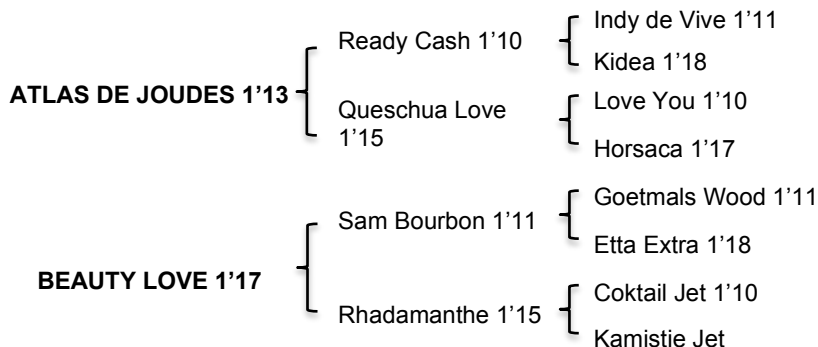 Indy de Vive 1’11
Ready Cash 1’10
Kidea 1’18
ATLAS DE JOUDES 1’13
Queschua Love
1’15
Love You 1’10
Horsaca 1’17
Goetmals Wood 1’11
Sam Bourbon 1’11
Etta Extra 1’18
BEAUTY LOVE 1’17
Coktail Jet 1’10
Rhadamanthe 1’15
Kamistie Jet